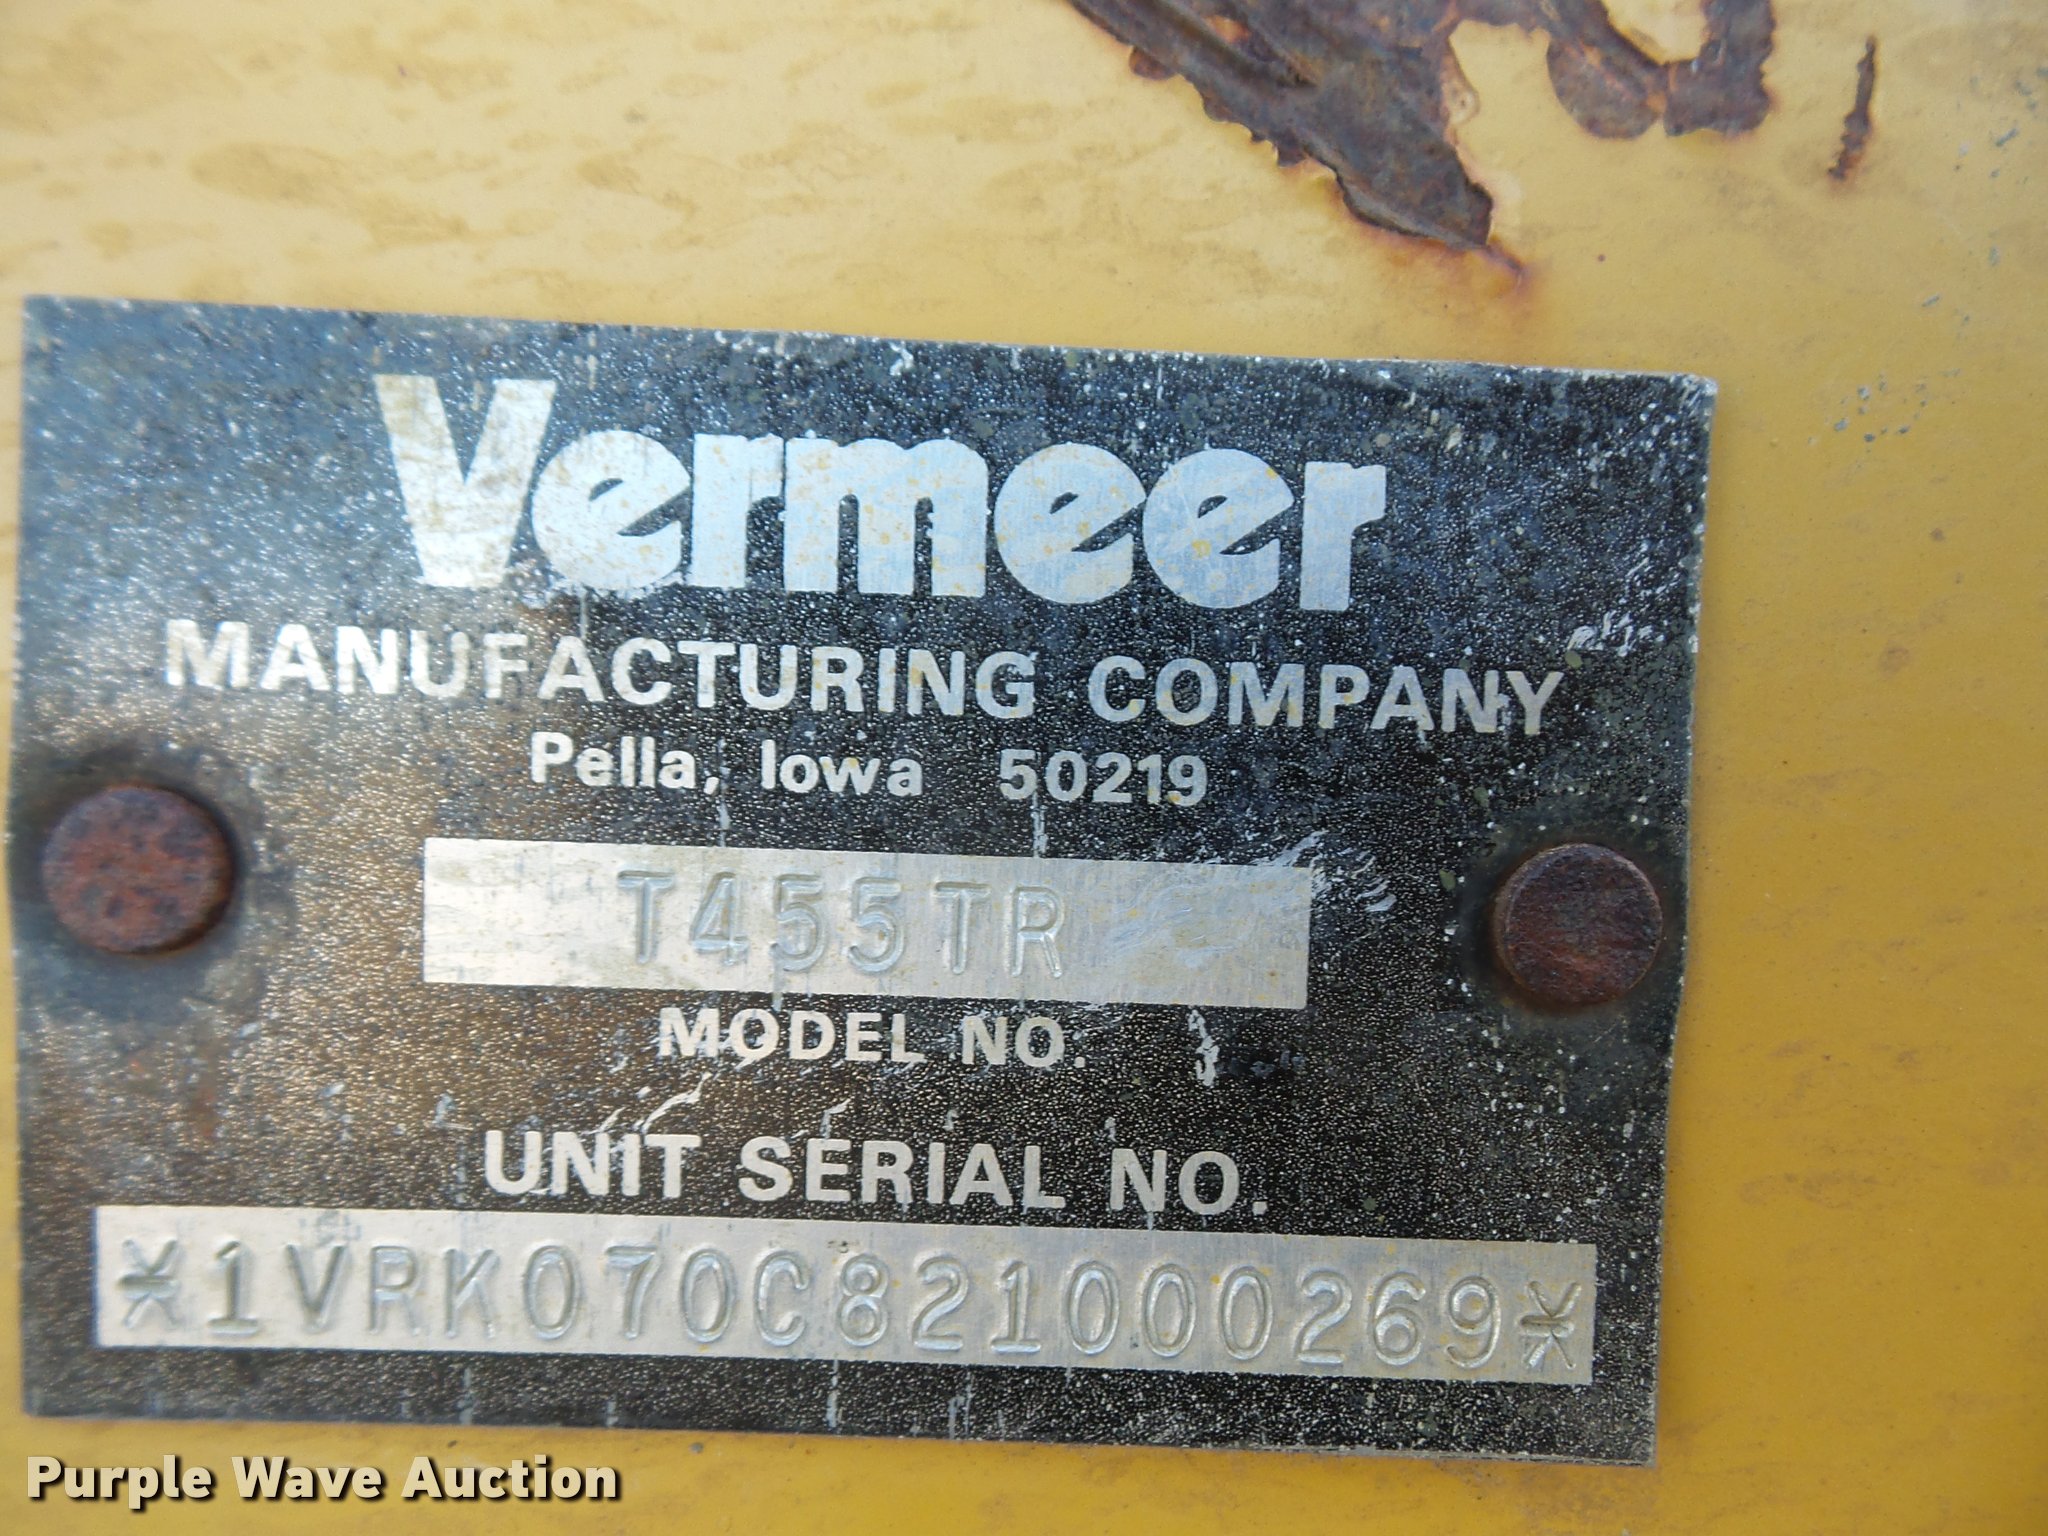 Vermeer
MANUFACTURING COMPANY
Pella, Iowa 50219
T455TR
MODEL NO.
UNIT SERIAL NO.
*1VRK070C821000269*
Purple Wave Auction